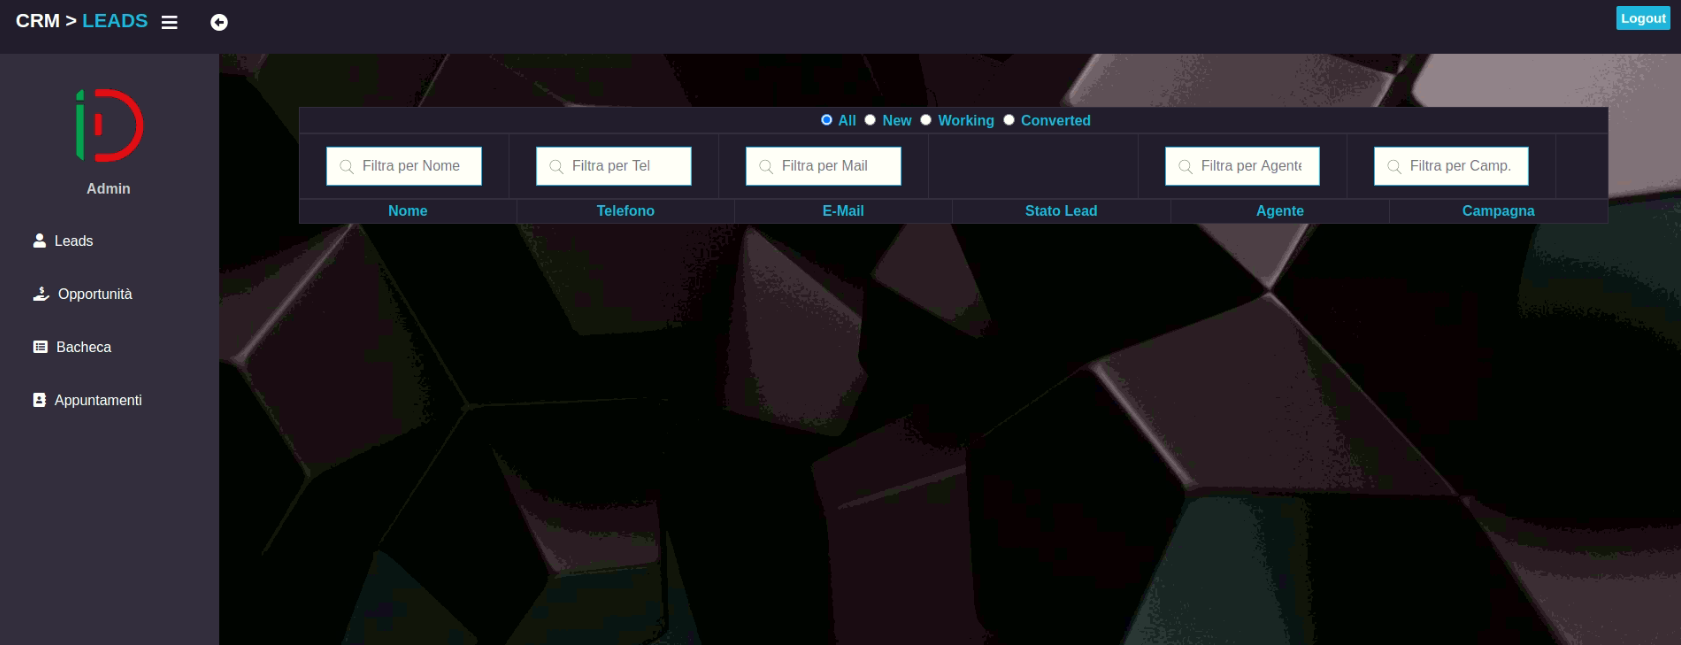 CRM > LEADS
Logout
Admin
Leads
Opportunità
Bacheca
Appuntamenti
All New Working Converted
Filtra per Nome Filtra per Tel Filtra per Mail Filtra per Agente Filtra per Camp.
Nome Telefono E-Mail Stato Lead Agente Campagna